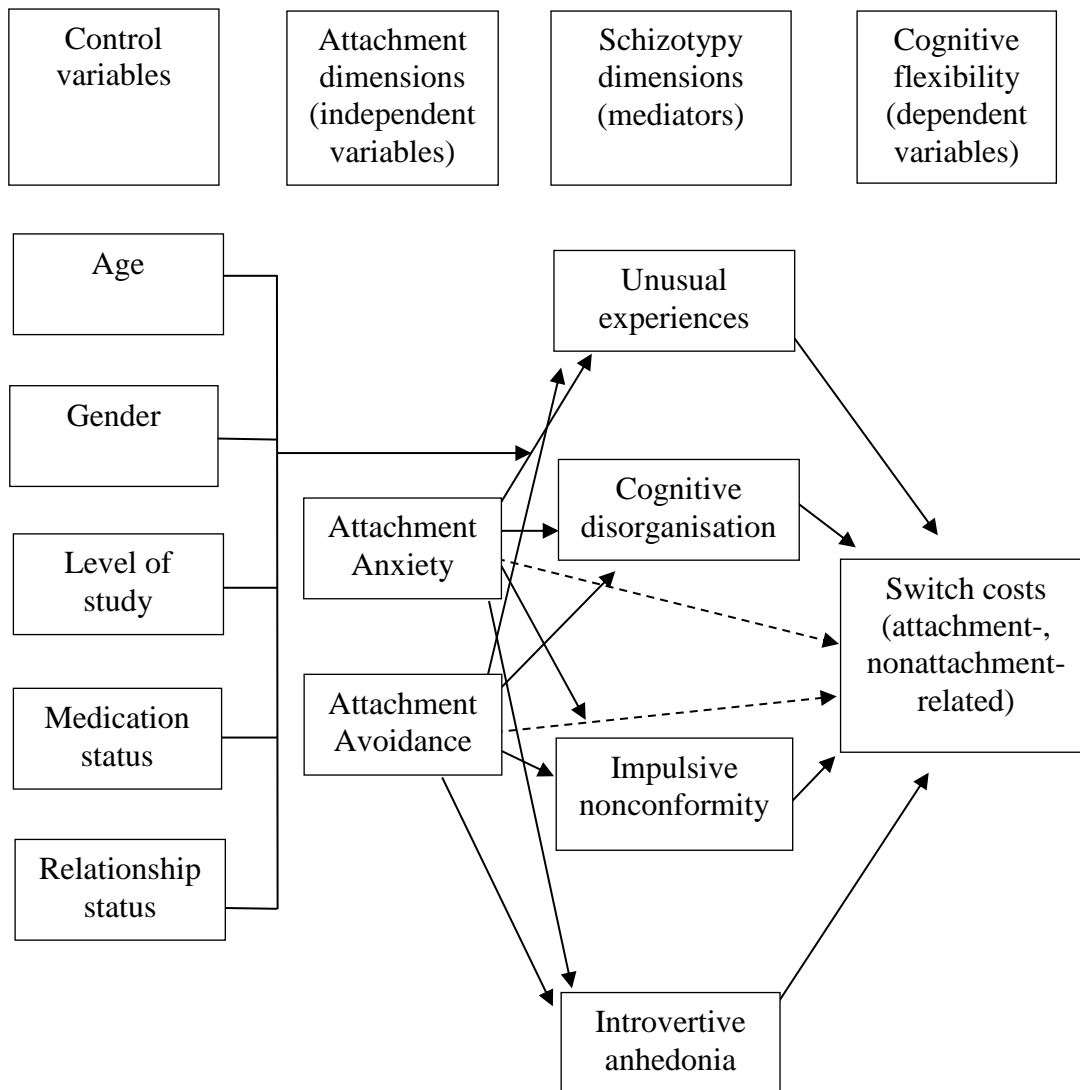 Control
variables
Attachment
dimensions
(independent
variables)
Schizotypy
dimensions
(mediators)
Cognitive
flexibility
(dependent
variables)
Age
Gender
Level of
study
Medication
status
Relationship
status
Attachment
Anxiety
Attachment
Avoidance
Unusual
experiences
Cognitive
disorganisation
Impulsive
nonconformity
Introvertive
anhedonia
Switch costs
(attachment-,
nonattachment-
related)